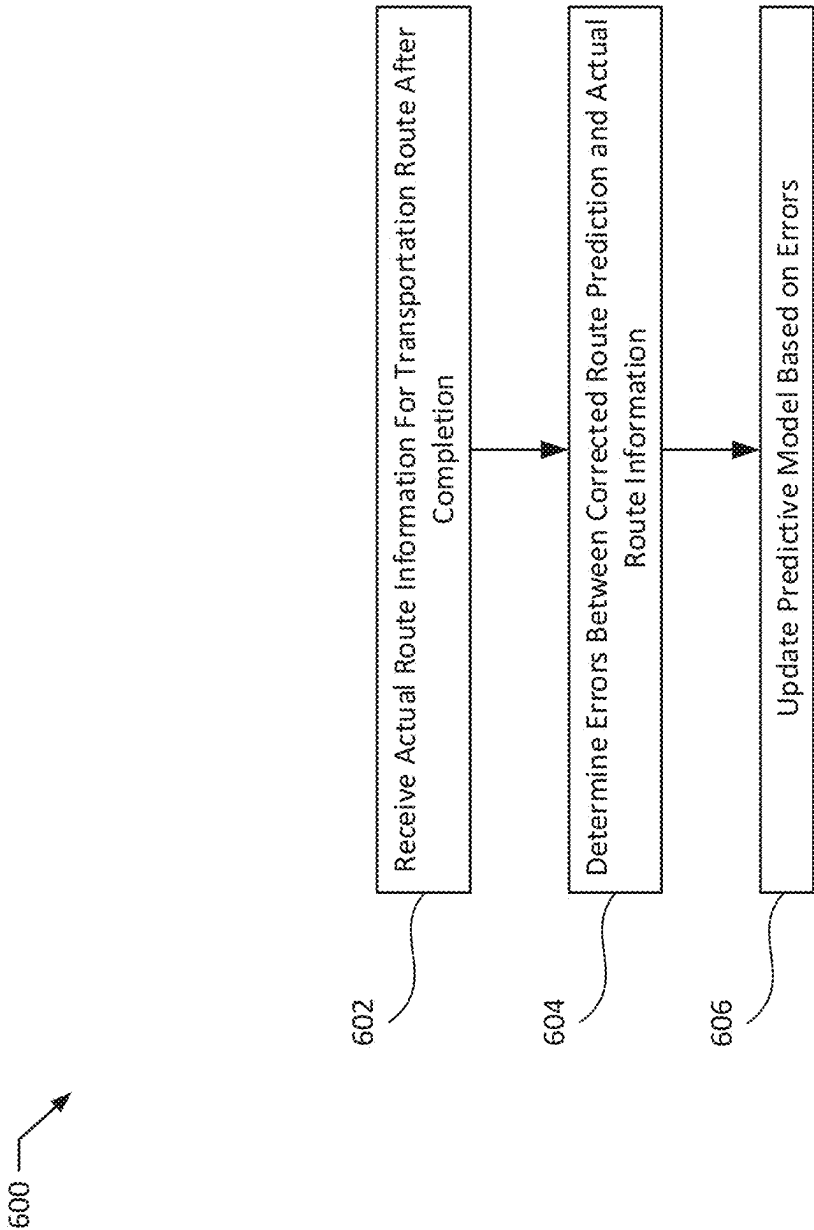 600
602
Receive Actual Route Information For Transportation Route After
Completion
604
Determine Errors Between Corrected Route Prediction and Actual
Route Information
606
Update Predictive Model Based on Errors